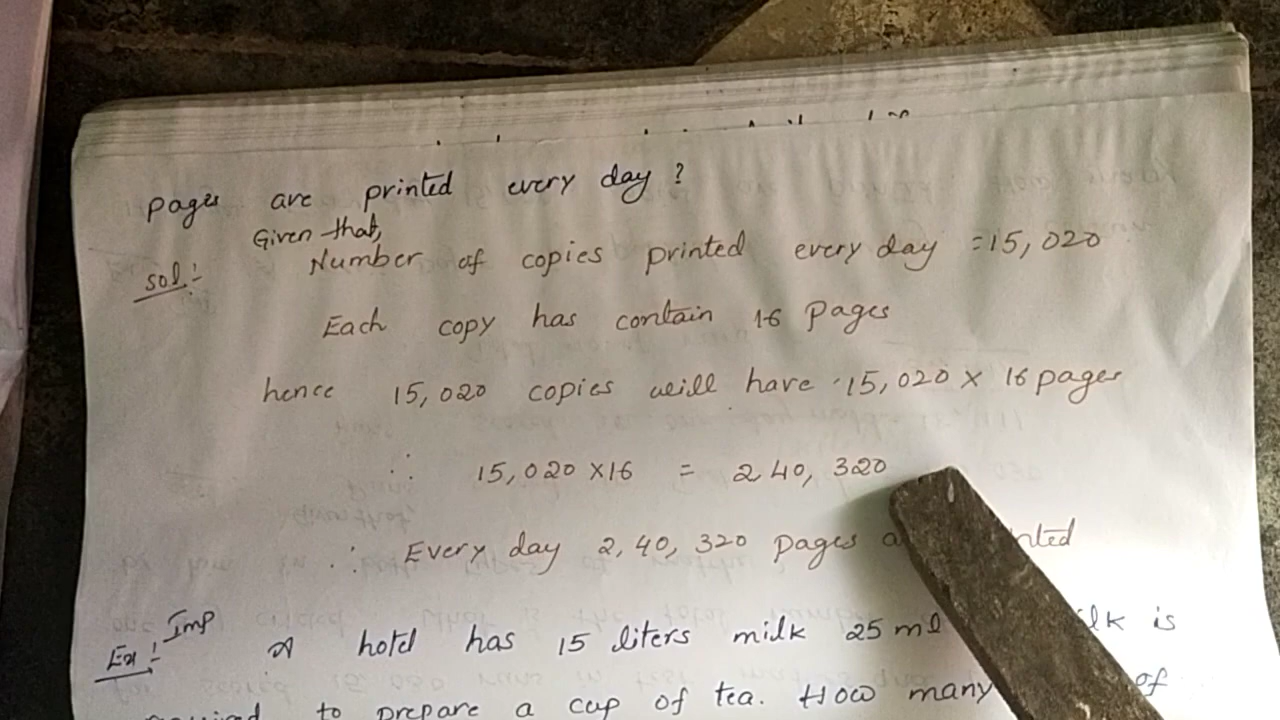 pages are printed every day ?
Given that,
Sol:- Number of copies printed every day = 15,020
Each copy has contain 16 Pages
hence 15,020 copies will have 15,020 × 16 pages
∴ 15,020 × 16 = 2 40, 320
∴ Every day 2, 40, 320 pages
Ex:- Imp A hotel has 15 liters milk 25 ml is
to prepare a cup of tea. How many of